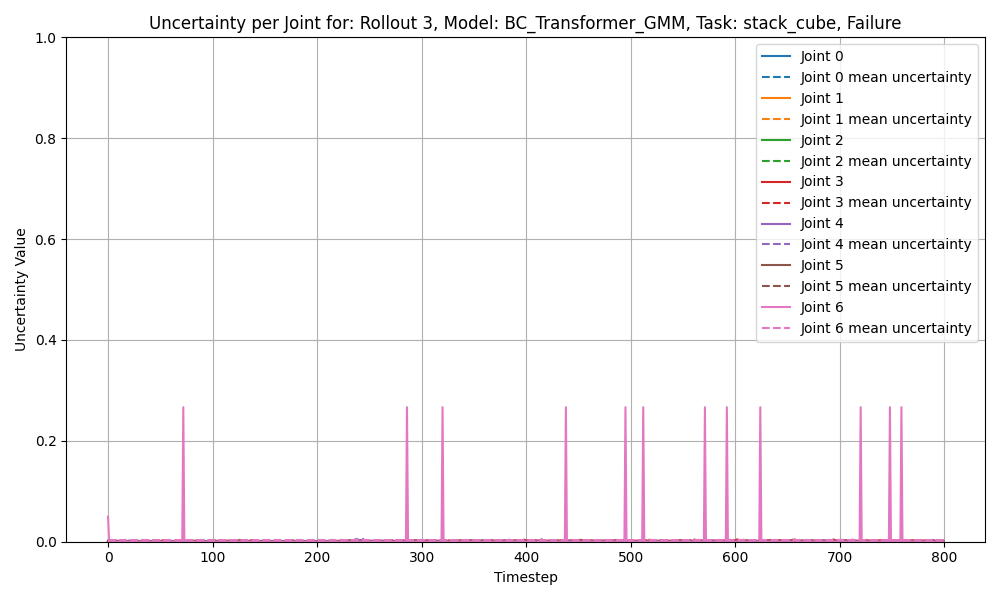 Uncertainty per Joint for: Rollout 3, Model: BC_Transformer_GMM, Task: stack_cube, Failure
1.0
0.8
0.6
0.4
0.2
0.0
Uncertainty Value
Joint 0
Joint 0 mean uncertainty
Joint 1
Joint 1 mean uncertainty
Joint 2
Joint 2 mean uncertainty
Joint 3
Joint 3 mean uncertainty
Joint 4
Joint 4 mean uncertainty
Joint 5
Joint 5 mean uncertainty
Joint 6
Joint 6 mean uncertainty
0 100 200 300 400 500 600 700 800
Timestep